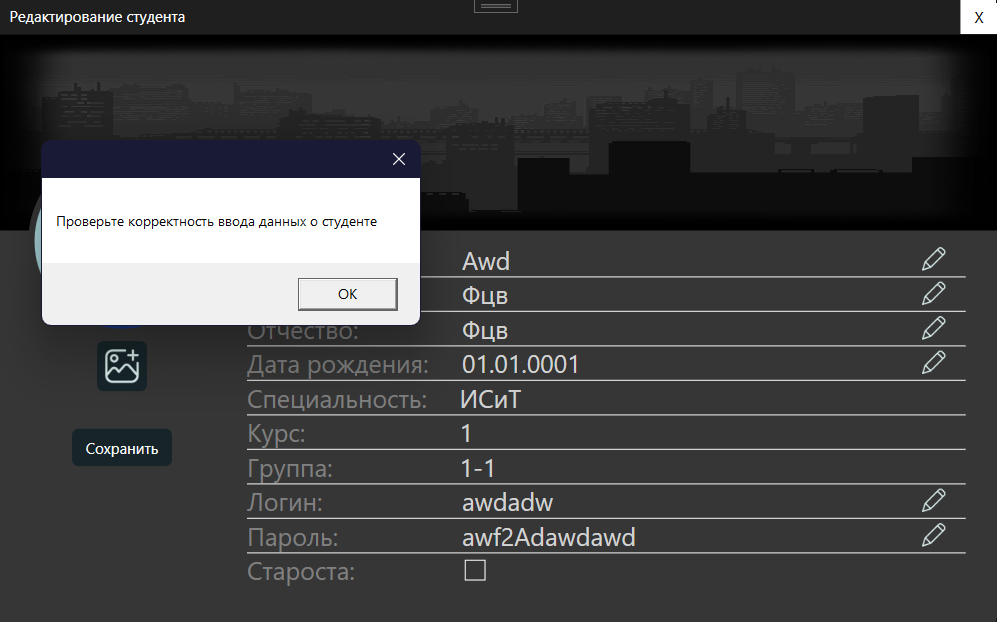 Редактирование студента
X
Проверьте корректность ввода данных о студенте
OK
Awd
Фцв
Отчество: Фцв
Дата рождения: 01.01.0001
Специальность: ИСиТ
Курс: 1
Группа: 1-1
Логин: awdadw
Пароль: awf2Adawdawd
Староста:
Сохранить